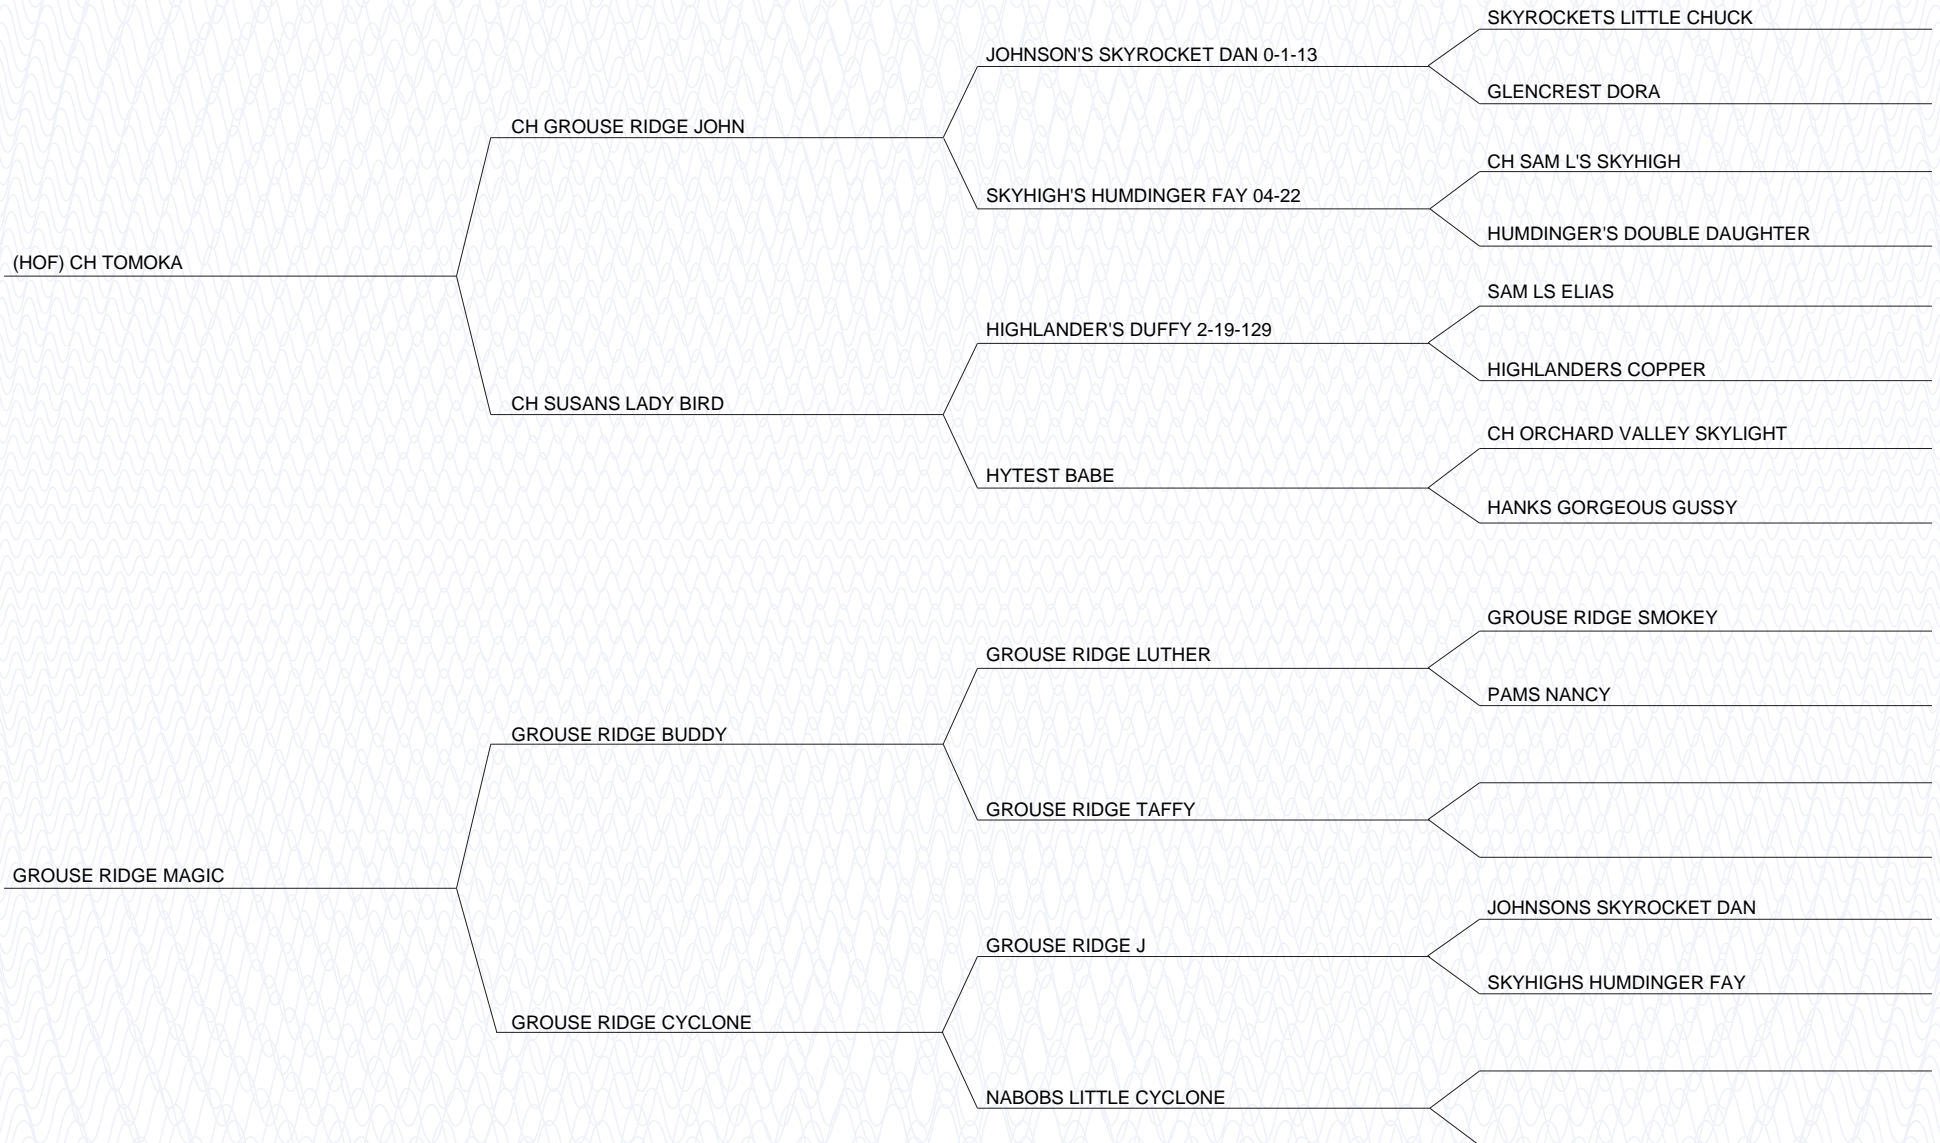 SKYROCKETS LITTLE CHUCK
JOHNSON'S SKYROCKET DAN 0-1-13
GLENCREST DORA
CH GROUSE RIDGE JOHN
CH SAM L'S SKYHIGH
SKYHIGH'S HUMDINGER FAY 04-22
HUMDINGER'S DOUBLE DAUGHTER
(HOF) CH TOMOKA
SAM LS ELIAS
HIGHLANDER'S DUFFY 2-19-129
HIGHLANDERS COPPER
CH SUSANS LADY BIRD
CH ORCHARD VALLEY SKYLIGHT
HYTEST BABE
HANKS GORGEOUS GUSSY
GROUSE RIDGE SMOKEY
GROUSE RIDGE LUTHER
PAMS NANCY
GROUSE RIDGE BUDDY
GROUSE RIDGE TAFFY
GROUSE RIDGE MAGIC
JOHNSONS SKYROCKET DAN
GROUSE RIDGE J
SKYHIGHS HUMDINGER FAY
GROUSE RIDGE CYCLONE
NABOBS LITTLE CYCLONE